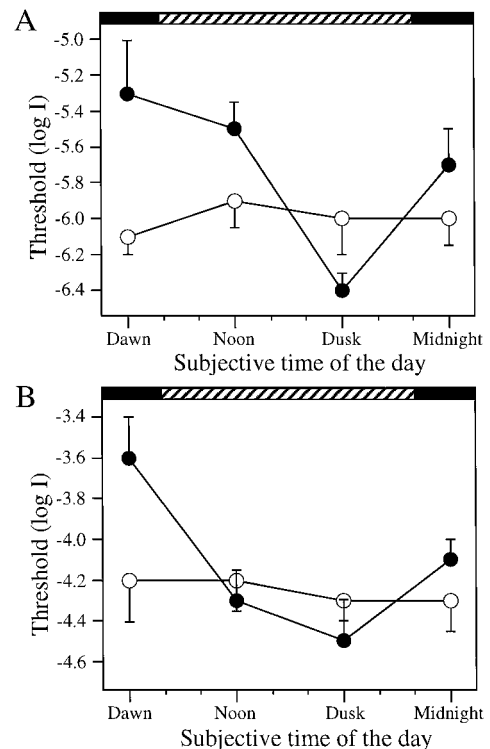 A
-5.0
-5.2
-5.4
-5.6
-5.8
-6.0
-6.2
-6.4
Threshold (log I)
Dawn Noon Dusk Midnight
Subjective time of the day
B
-3.4
-3.6
-3.8
-4.0
-4.2
-4.4
-4.6
Threshold (log I)
Dawn Noon Dusk Midnight
Subjective time of the day